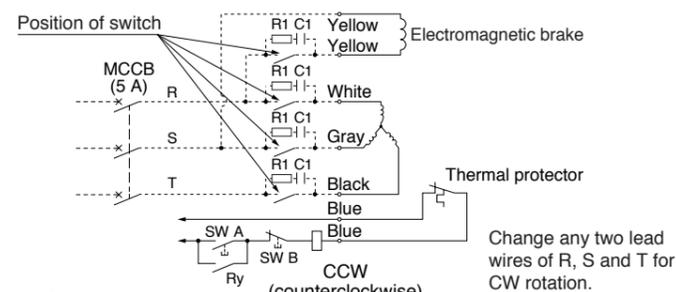 Position of switch
R1 C1
Yellow
Electromagnetic brake
Yellow
MCCB
(5 A)
R1 C1
R
White
R1 C1
S
Gray
R1 C1
T
Black
Thermal protector
Blue
SW A
Blue
SW B
Ry
CCW
(counterclockwise)
Change any two lead
wires of R, S and T for
CW rotation.